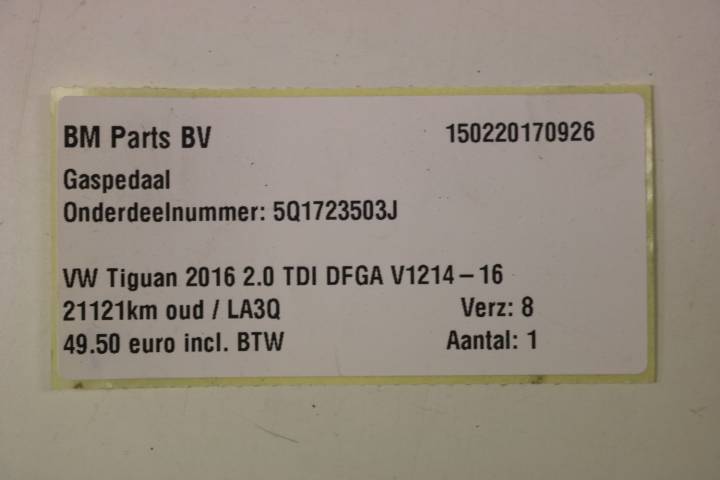 BM Parts BV 150220170926
Gaspedaal
Onderdeelnummer: 5Q1723503J
VW Tiguan 2016 2.0 TDI DFGA V1214-16
21121km oud / LA3Q Verz: 8
49.50 euro incl. BTW Aantal: 1